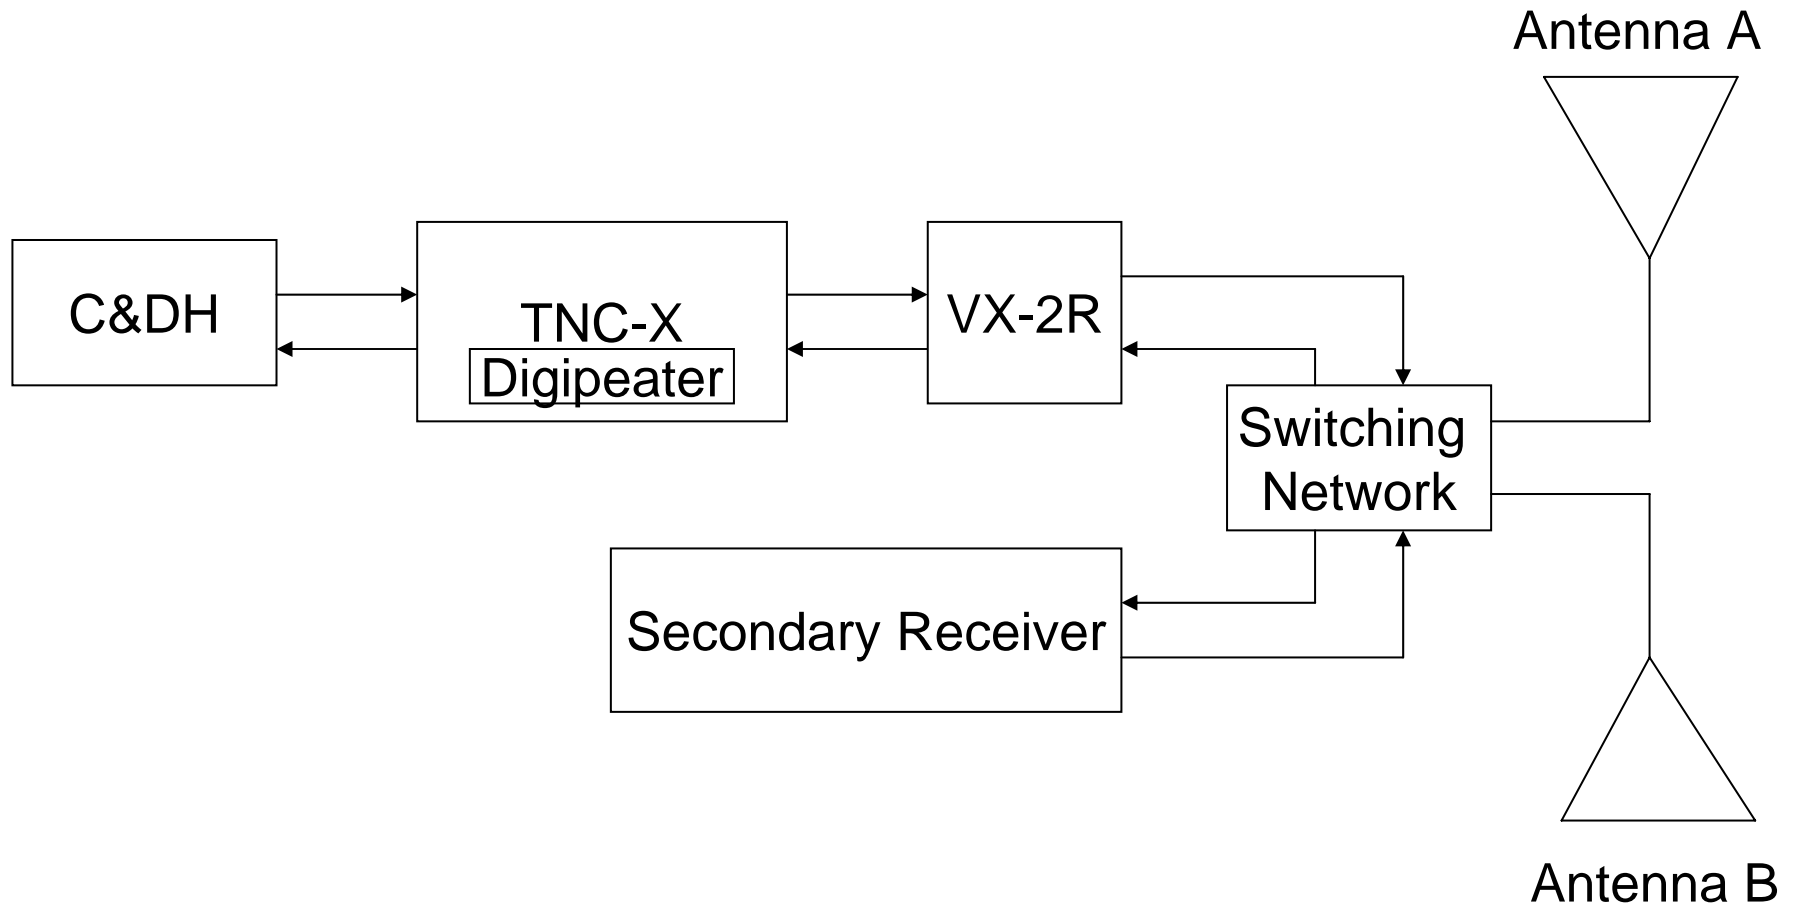 Antenna A
C&DH
TNC-X
Digipeater
VX-2R
Switching
Network
Secondary Receiver
Antenna B